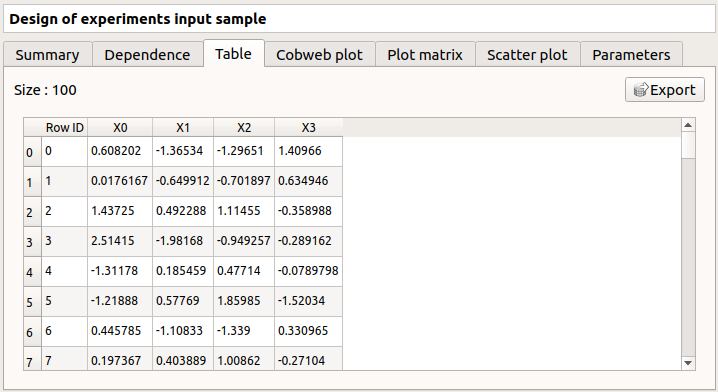 Design of experiments input sample
Summary Dependence Table Cobweb plot Plot matrix Scatter plot Parameters
Size : 100 Export
Row ID X0 X1 X2 X3
0 0 0.608202 -1.36534 -1.29651 1.40966
1 1 0.0176167 -0.649912 -0.701897 0.634946
2 2 1.43725 0.492288 1.11455 -0.358988
3 3 2.51415 -1.98168 -0.949257 -0.289162
4 4 -1.31178 0.185459 0.47714 -0.0789798
5 5 -1.21888 0.57769 1.85985 -1.52034
6 6 0.445785 -1.10833 -1.339 0.330965
7 7 0.197367 0.403889 1.00862 -0.27104